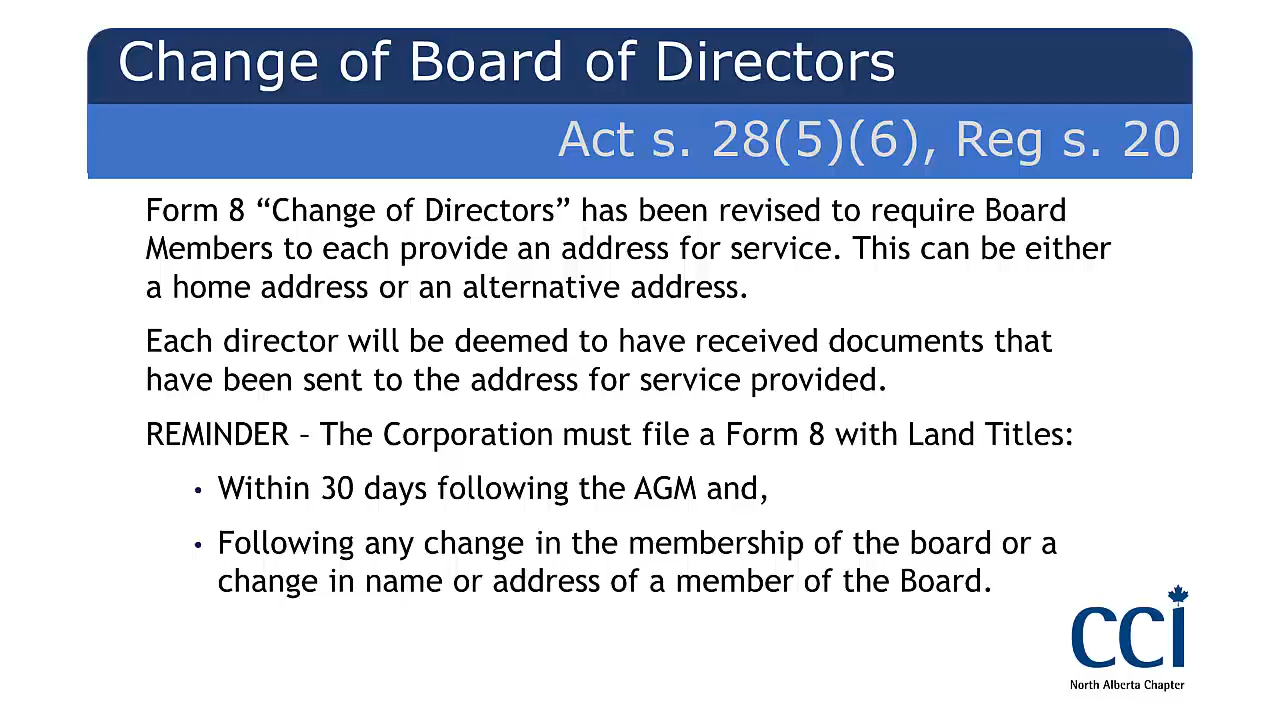 Change of Board of Directors
Act s. 28(5)(6), Reg s. 20
Form 8 “Change of Directors” has been revised to require Board
Members to each provide an address for service. This can be either
a home address or an alternative address.
Each director will be deemed to have received documents that
have been sent to the address for service provided.
REMINDER – The Corporation must file a Form 8 with Land Titles:
• Within 30 days following the AGM and,
• Following any change in the membership of the board or a
change in name or address of a member of the Board.
CCI
North Alberta Chapter